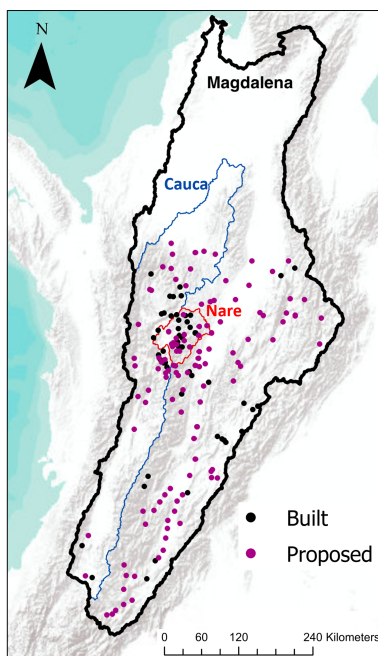 N
Magdalena
Cauca
Nare
Built
Proposed
0 60 120 240 Kilometers